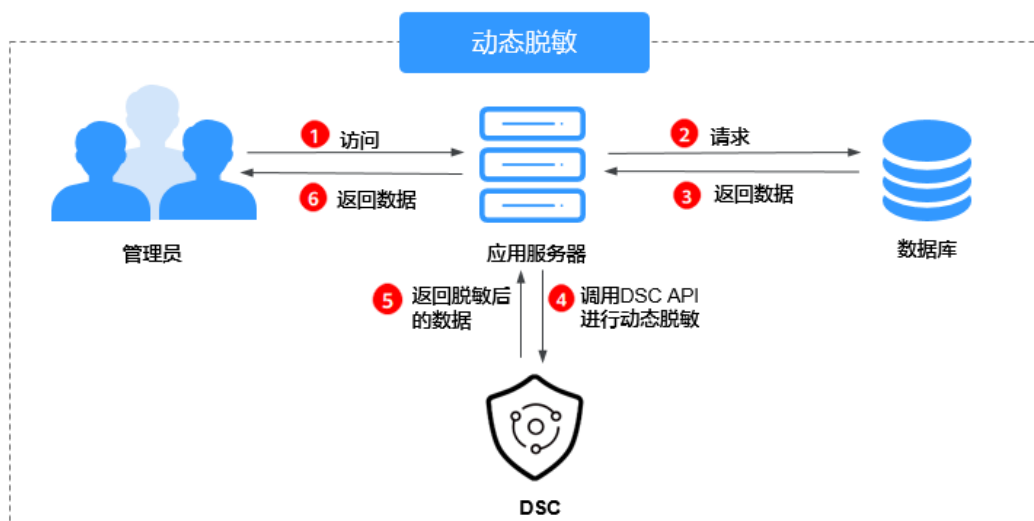 动态脱敏
1 访问
2 请求
6 返回数据
3 返回数据
管理员
应用服务器
数据库
5 返回脱敏后
的数据
4 调用DSC API
进行动态脱敏
DSC